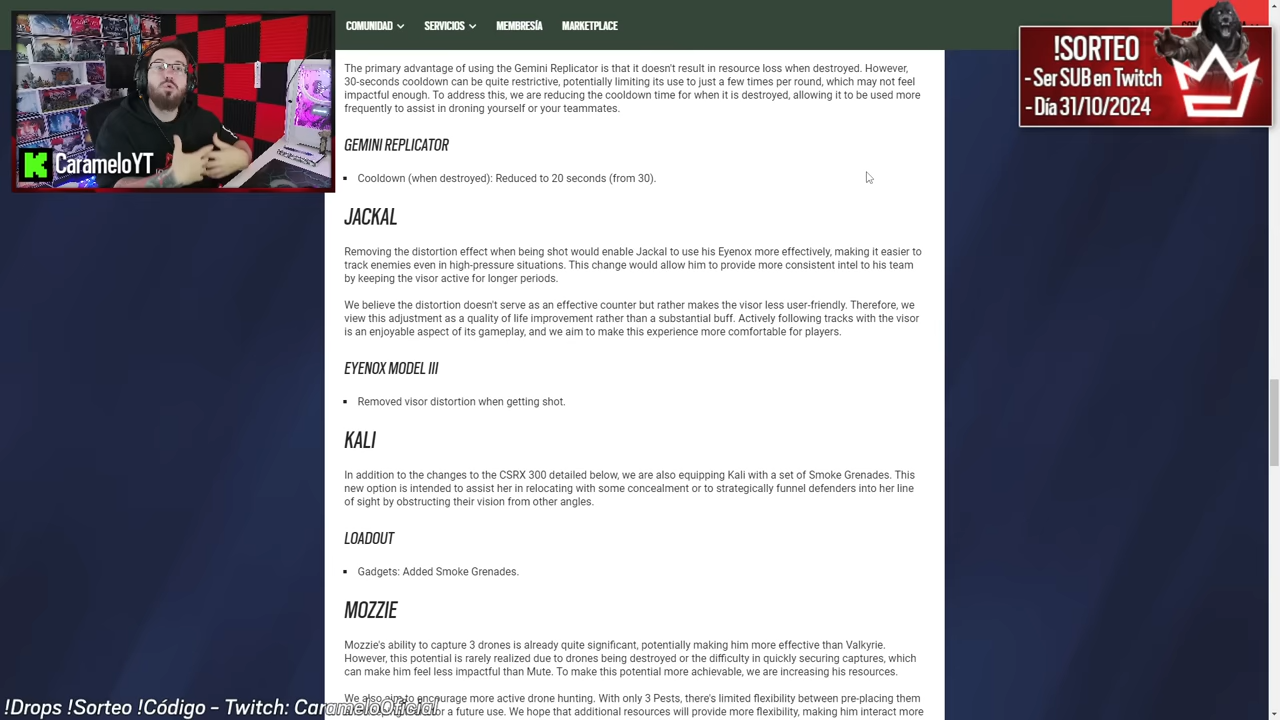 COMUNIDAD SERVICIOS MEMBRESÍA MARKETPLACE
!SORTEO
- Ser SUB en Twitch
- Día 31/10/2024
K CarameloYT
The primary advantage of using the Gemini Replicator is that it doesn't result in resource loss when destroyed. However,
30-seconds cooldown can be quite restrictive, potentially limiting its use to just a few times per round, which may not feel
impactful enough. To address this, we are reducing the cooldown time for when it is destroyed, allowing it to be used more
frequently to assist in droning yourself or your teammates.
GEMINI REPLICATOR
▪ Cooldown (when destroyed): Reduced to 20 seconds (from 30).
JACKAL
Removing the distortion effect when being shot would enable Jackal to use his Eyenox more effectively, making it easier to
track enemies even in high-pressure situations. This change would allow him to provide more consistent intel to his team
by keeping the visor active for longer periods.
We believe the distortion doesn't serve as an effective counter but rather makes the visor less user-friendly. Therefore, we
view this adjustment as a quality of life improvement rather than a substantial buff. Actively following tracks with the visor
is an enjoyable aspect of its gameplay, and we aim to make this experience more comfortable for players.
EYENOX MODEL III
▪ Removed visor distortion when getting shot.
KALI
In addition to the changes to the CSRX 300 detailed below, we are also equipping Kali with a set of Smoke Grenades. This
new option is intended to assist her in relocating with some concealment or to strategically funnel defenders into her line
of sight by obstructing their vision from other angles.
LOADOUT
▪ Gadgets: Added Smoke Grenades.
MOZZIE
Mozzie's ability to capture 3 drones is already quite significant, potentially making him more effective than Valkyrie.
However, this potential is rarely realized due to drones being destroyed or the difficulty in quickly securing captures, which
can make him feel less impactful than Mute. To make this potential more achievable, we are increasing his resources.
We also aim to encourage more active drone hunting. With only 3 Pests, there's limited flexibility between pre-placing them
for a future use. We hope that additional resources will provide more flexibility, making him interact more
!Drops !Sorteo !Código - Twitch: CarameloOficial